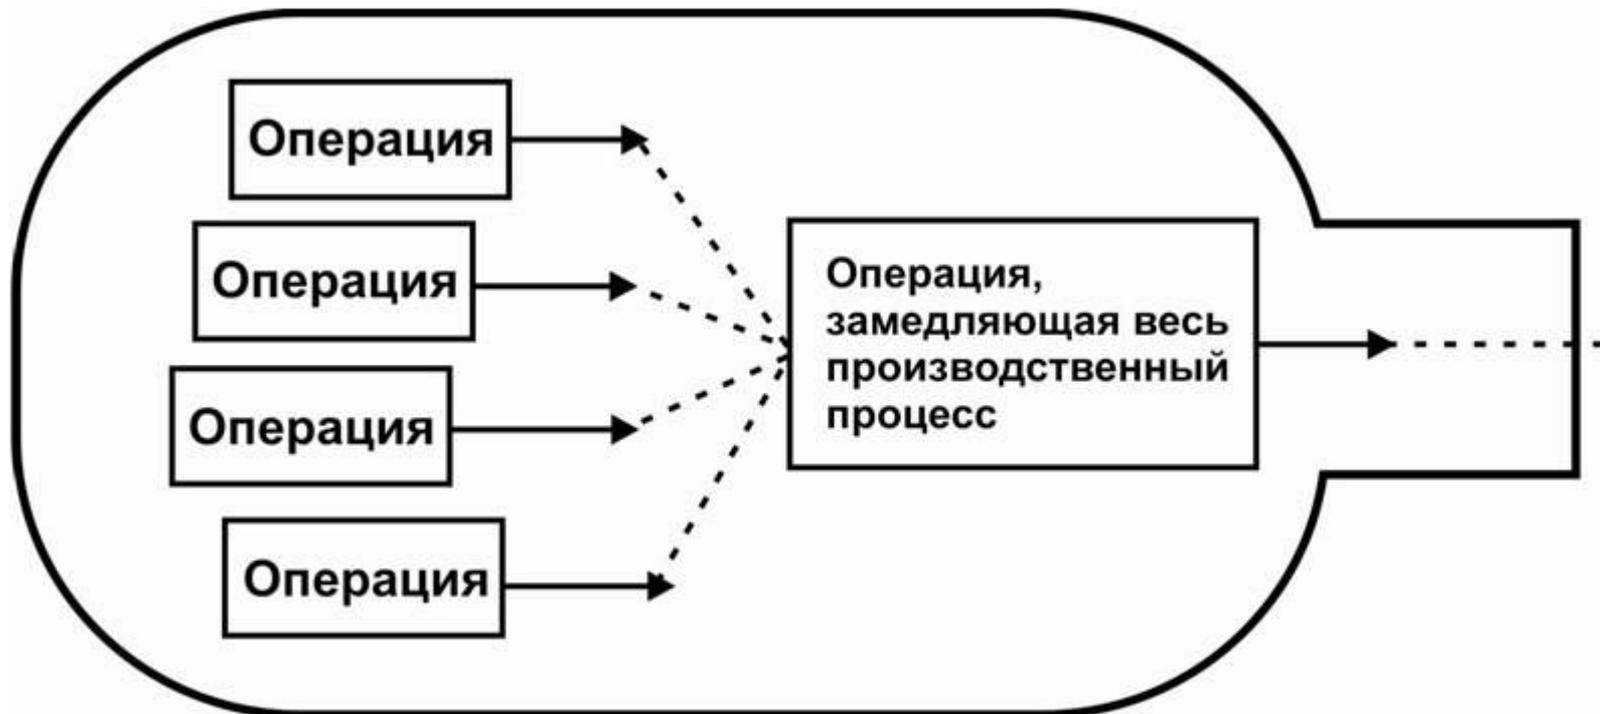 Операция
Операция
Операция
Операция
Операция,
замедляющая весь
производственный
процесс